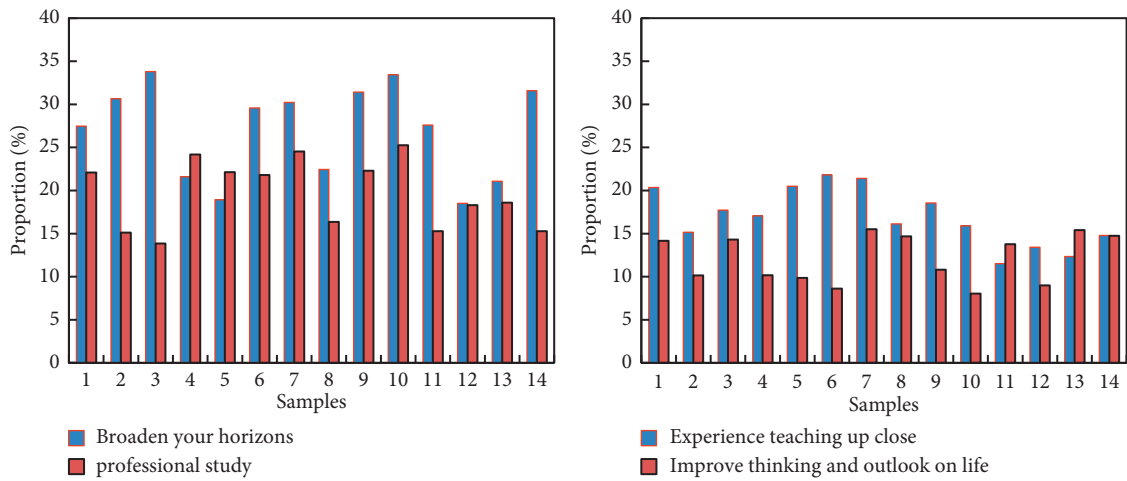 40
35
30
25
20
15
10
5
0
Proportion (%)
1 2 3 4 5 6 7 8 9 10 11 12 13 14
Samples
Broaden your horizons
professional study
40
35
30
25
20
15
10
5
0
Proportion (%)
1 2 3 4 5 6 7 8 9 10 11 12 13 14
Samples
Experience teaching up close
Improve thinking and outlook on life